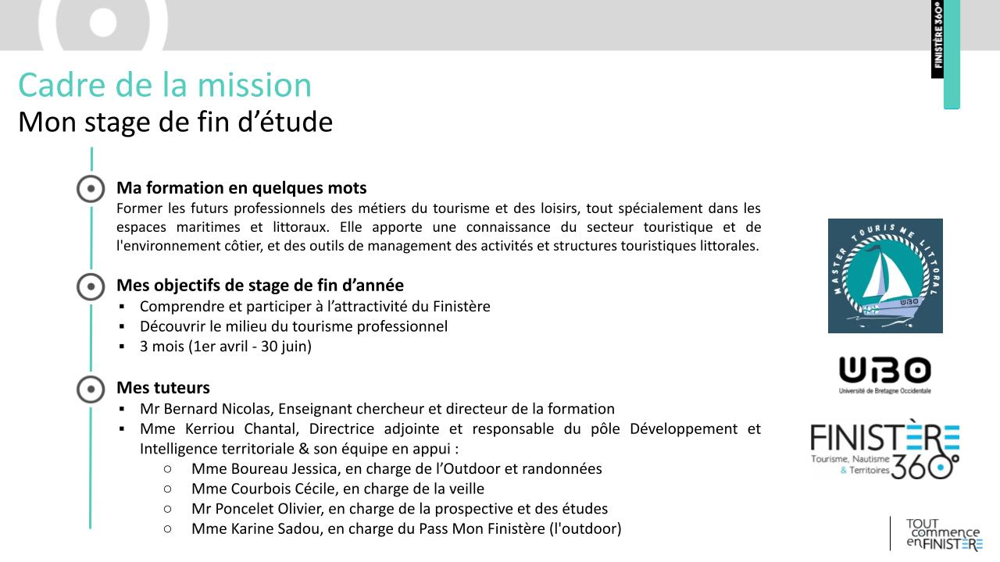 FINISTÈRE 360°
Cadre de la mission
Mon stage de fin d’étude
Ma formation en quelques mots
Former les futurs professionnels des métiers du tourisme et des loisirs, tout spécialement dans les
espaces maritimes et littoraux. Elle apporte une connaissance du secteur touristique et de
l'environnement côtier, et des outils de management des activités et structures touristiques littorales.
Mes objectifs de stage de fin d’année
▪ Comprendre et participer à l’attractivité du Finistère
▪ Découvrir le milieu du tourisme professionnel
▪ 3 mois (1er avril - 30 juin)
Mes tuteurs
▪ Mr Bernard Nicolas, Enseignant chercheur et directeur de la formation
▪ Mme Kerriou Chantal, Directrice adjointe et responsable du pôle Développement et
Intelligence territoriale & son équipe en appui :
○ Mme Boureau Jessica, en charge de l’Outdoor et randonnées
○ Mme Courbois Cécile, en charge de la veille
○ Mr Poncelet Olivier, en charge de la prospective et des études
○ Mme Karine Sadou, en charge du Pass Mon Finistère (l'outdoor)
MASTER TOURISME LITTORAL
UBO
UBO
Université de Bretagne Occidentale
FINISTÈRE
Tourisme, Nautisme
& Territoires 360°
TOUT
commence
en FINISTÈRE